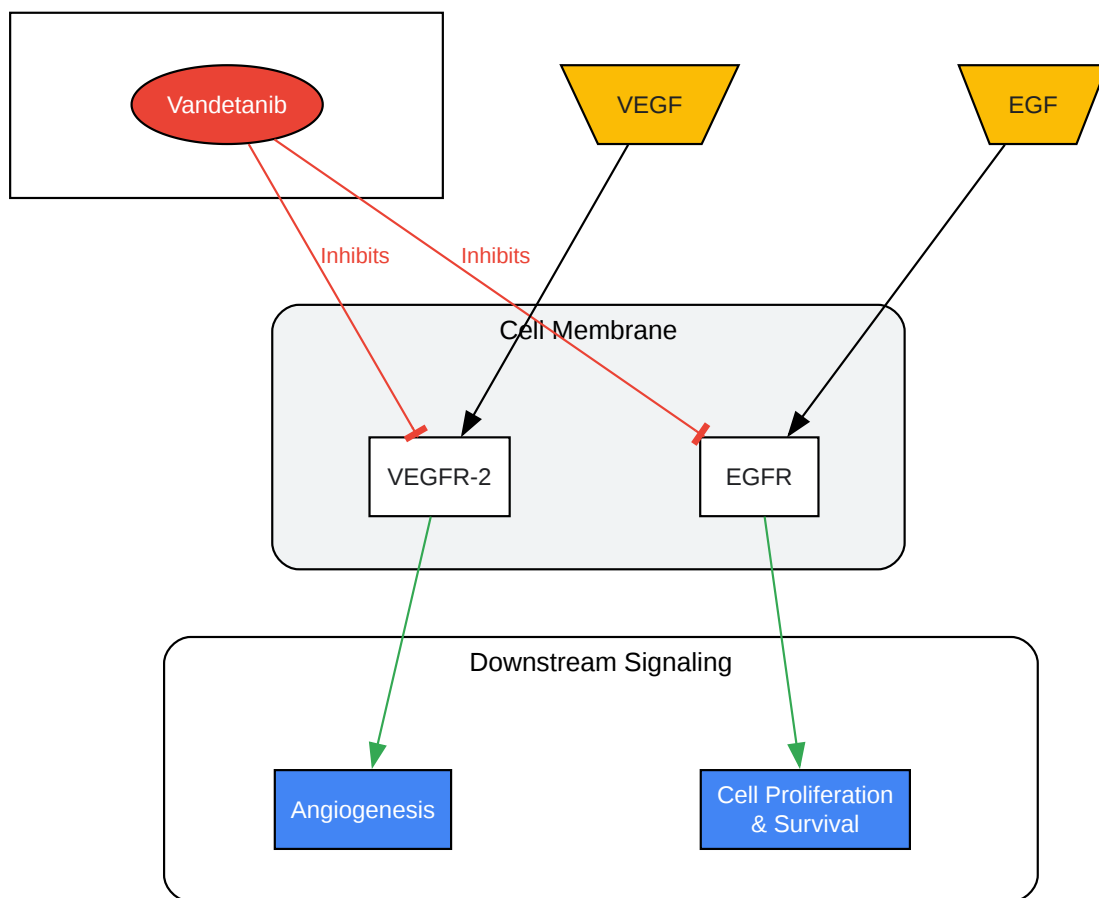 Vandetanib
VEGF
EGF
Inhibits
Inhibits
Cell Membrane
VEGFR-2
EGFR
Downstream Signaling
Angiogenesis
Cell Proliferation
& Survival